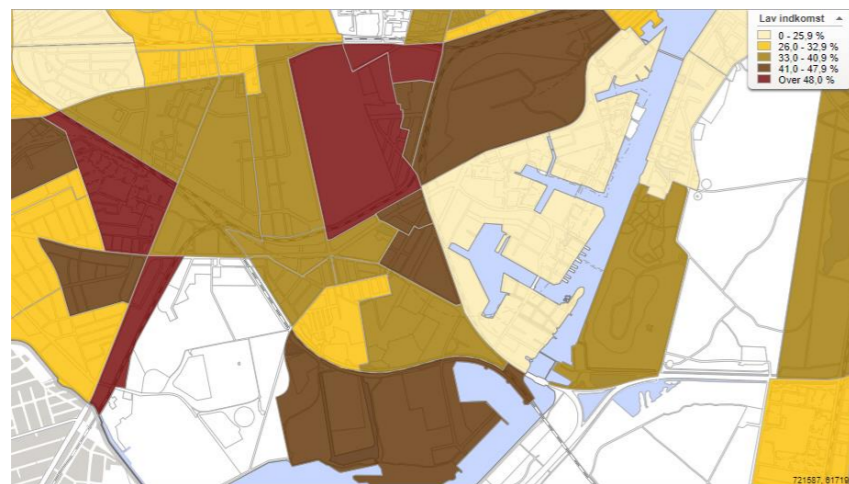 Lav indkomst
0 - 25,9 %
26,0 - 32,9 %
33,0 - 40,9 %
41,0 - 47,9 %
Over 48,0 %
721587, 61719